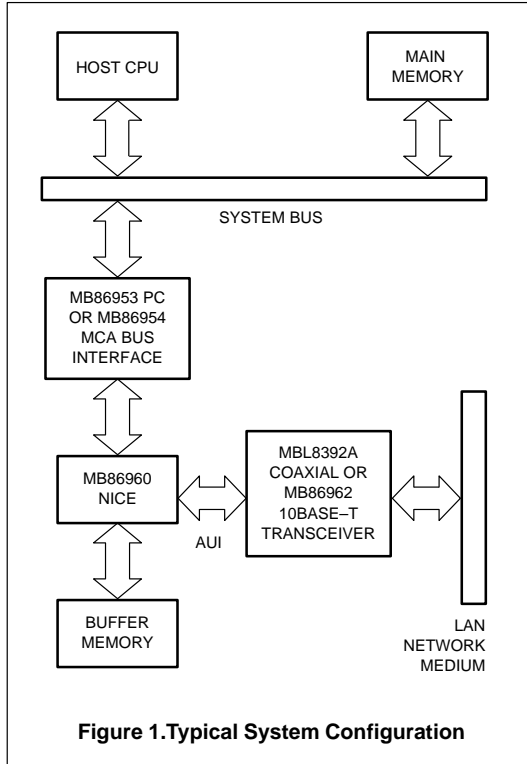 HOST CPU
MAIN
MEMORY
SYSTEM BUS
MB86953 PC
OR MB86954
MCA BUS
INTERFACE
MB86960
NICE
AUI
MBL8392A
COAXIAL OR
MB86962
10BASE–T
TRANSCEIVER
BUFFER
MEMORY
LAN
NETWORK
MEDIUM
Figure 1.Typical System Configuration